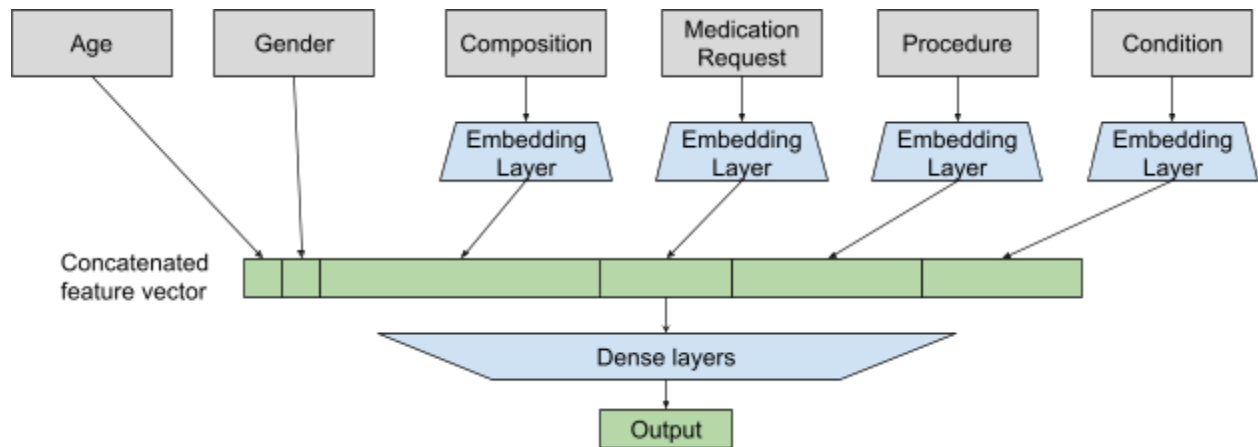 Age
Gender
Composition
Medication
Request
Procedure
Condition
Embedding
Layer
Embedding
Layer
Embedding
Layer
Embedding
Layer
Concatenated
feature vector
Dense layers
Output